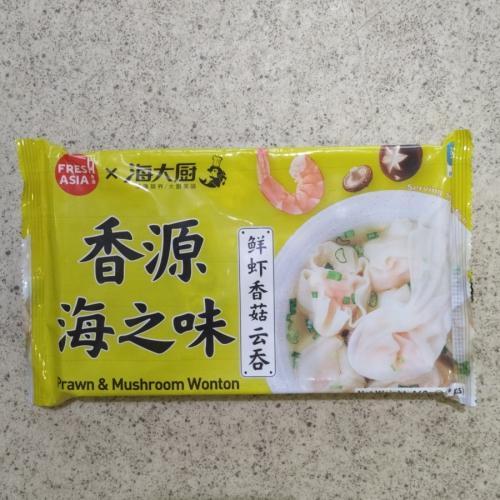 FRESH
ASIA
× 海大厨
香源
海之味
鲜虾香菇云吞
Prawn & Mushroom Wonton